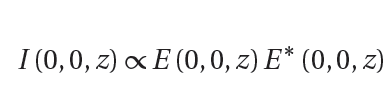 I (0, 0, z) ∝ E (0, 0, z) E* (0, 0, z)